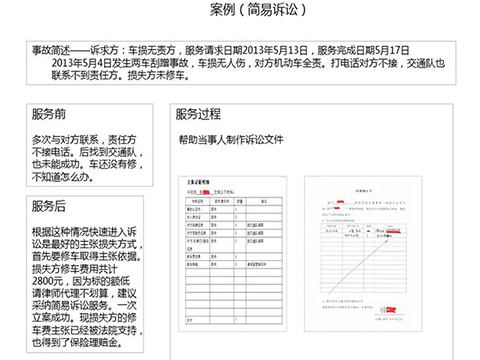 案例（简易诉讼）
事故简述——诉求方：车损无责方，服务请求日期2013年5月13日，服务完成日期5月17日
2013年5月4日发生两车刮蹭事故，车损无人伤，对方机动车全责。打电话对方不接，交通队也
联系不到责任方。损失方未修车。
服务前
多次与对方联系，责任方
不接电话。后找到交通队，
也未能成功。车还没有修，
不知道怎么办。
服务后
根据这种情况快速进入诉
讼是最好的主张损失方式，
首先要修车取得主张依据。
损失方修车费用共计
2800元，因为标的额低
请律师代理不划算，建议
采纳简易诉讼服务。一次
立案成功。现损失方的修
车费主张已经被法院支持，
也得到了保险理赔金。
服务过程
帮助当事人制作诉讼文件